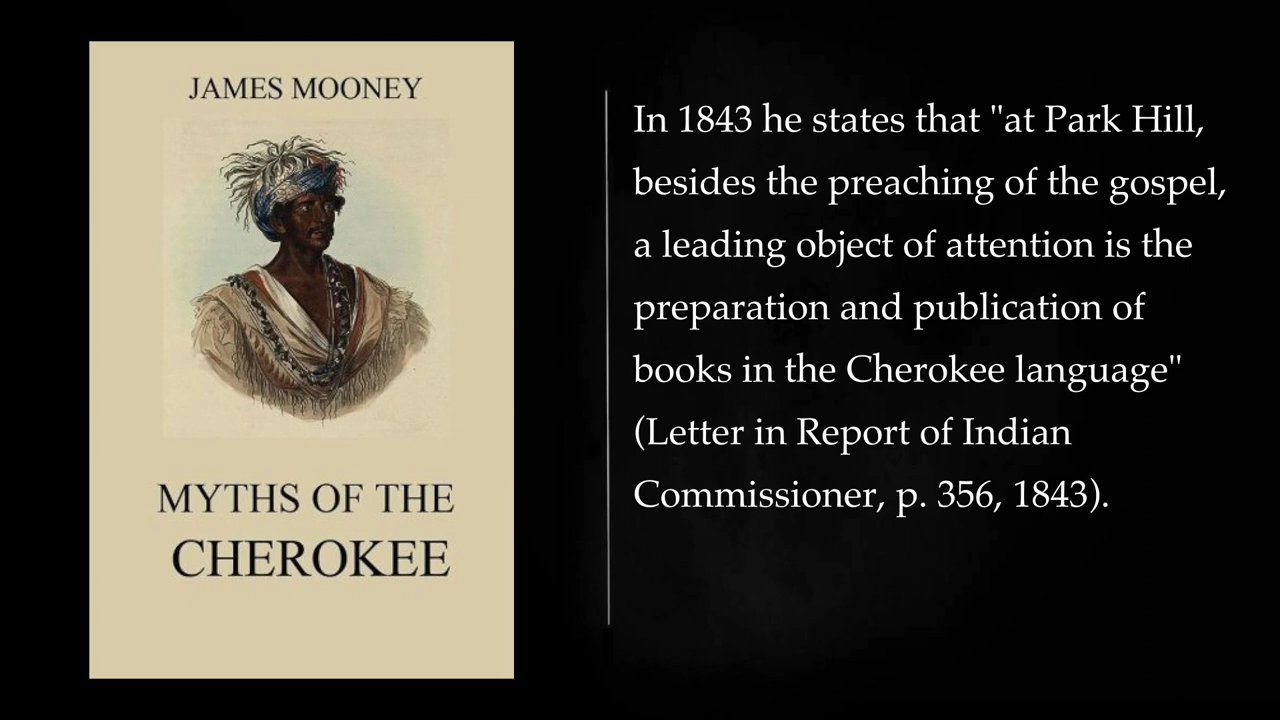 JAMES MOONEY
MYTHS OF THE
CHEROKEE
In 1843 he states that "at Park Hill,
besides the preaching of the gospel,
a leading object of attention is the
preparation and publication of
books in the Cherokee language"
(Letter in Report of Indian
Commissioner, p. 356, 1843).